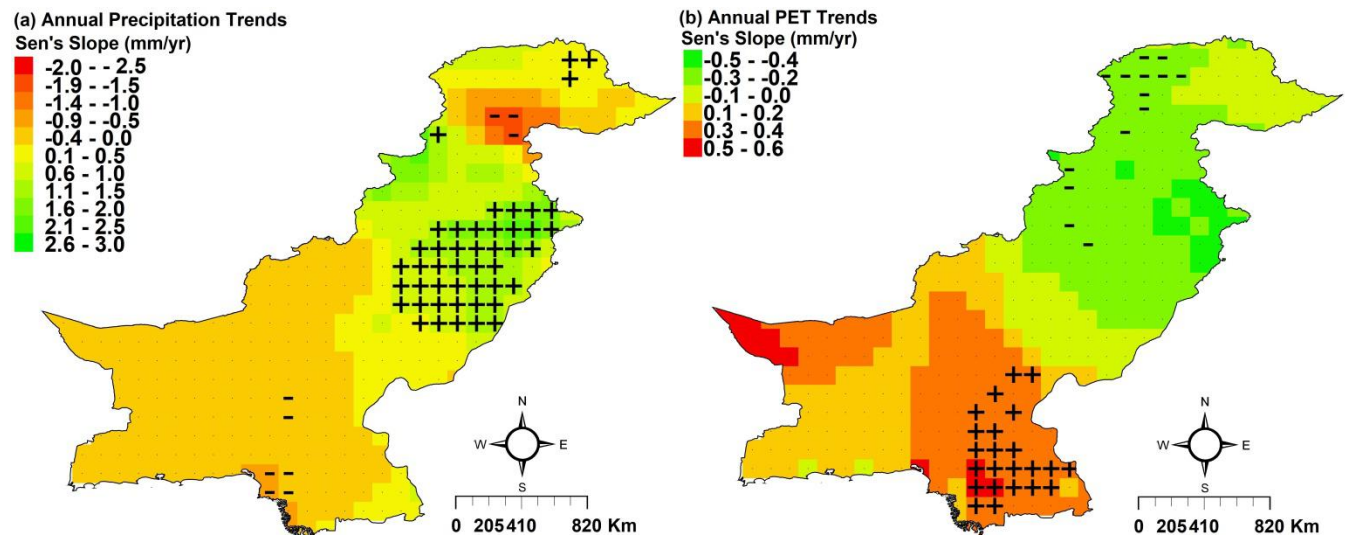 (a) Annual Precipitation Trends
Sen's Slope (mm/yr)
-2.0 - -2.5
-1.9 - -1.5
-1.4 - -1.0
-0.9 - -0.5
-0.4 - 0.0
0.1 - 0.5
0.6 - 1.0
1.1 - 1.5
1.6 - 2.0
2.1 - 2.5
2.6 - 3.0
N
W E
S
0 205 410 820 Km
(b) Annual PET Trends
Sen's Slope (mm/yr)
-0.5 - -0.4
-0.3 - -0.2
-0.1 - 0.0
0.1 - 0.2
0.3 - 0.4
0.5 - 0.6
N
W E
S
0 205 410 820 Km